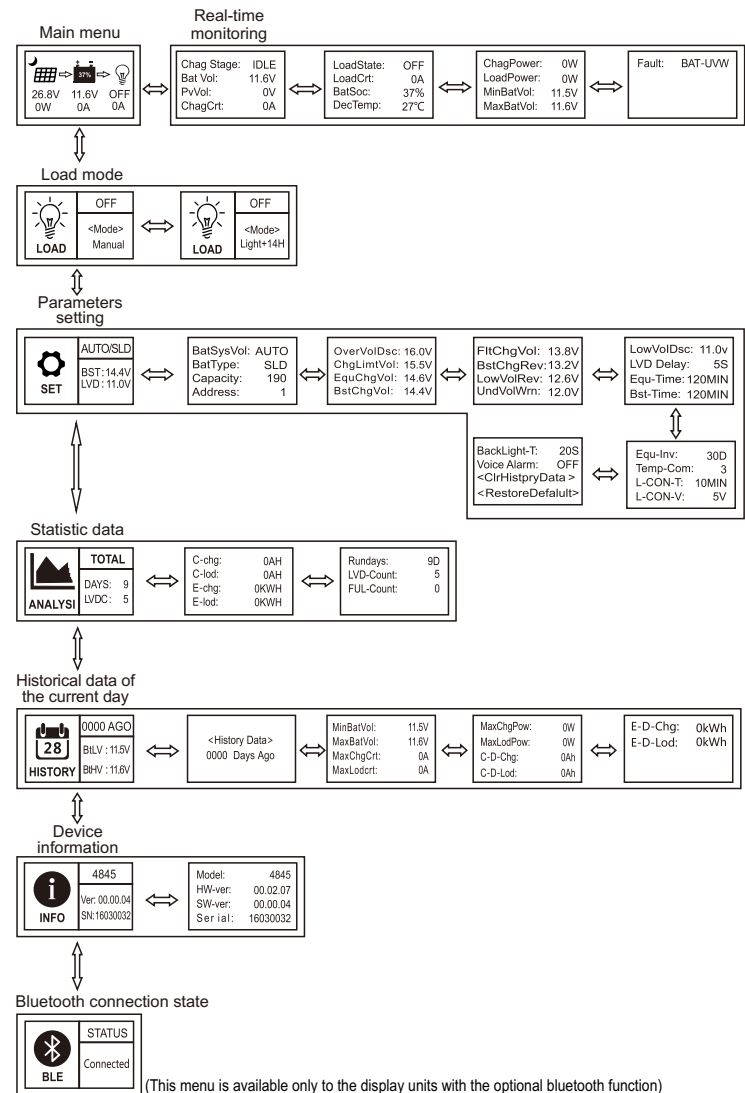 Main menu
Real-time
monitoring
37%
26.8V 11.6V OFF
0W 0A 0A
Chag Stage: IDLE
Bat Vol: 11.6V
PvVol: 0V
ChagCrt: 0A
LoadState: OFF
LoadCrt: 0A
BatSoc: 37%
DecTemp: 27℃
ChagPower: 0W
LoadPower: 0W
MinBatVol: 11.5V
MaxBatVol: 11.6V
Fault: BAT-UVW
Load mode
LOAD
OFF
<Mode>
Manual
LOAD
OFF
<Mode>
Light+14H
Parameters
setting
SET
AUTO/SLD
BST:14.4V
LVD:11.0V
BatSysVol: AUTO
BatType: SLD
Capacity: 190
Address: 1
OverVolDsc: 16.0V
ChgLimtVol: 15.5V
EquChgVol: 14.6V
BstChgVol: 14.4V
FltChgVol: 13.8V
BstChgRev: 13.2V
LowVolRev: 12.6V
UndVolWrn: 12.0V
LowVolDsc: 11.0v
LVD Delay: 5S
Equ-Time: 120MIN
Bst-Time: 120MIN
BackLight-T: 20S
Voice Alarm: OFF
<ClrHistpryData >
<RestoreDefalult>
Equ-Inv: 30D
Temp-Com: 3
L-CON-T: 10MIN
L-CON-V: 5V
Statistic data
ANALYSI
TOTAL
DAYS: 9
LVDC: 5
C-chg: 0AH
C-lod: 0AH
E-chg: 0KWH
E-lod: 0KWH
Rundays: 9D
LVD-Count: 5
FUL-Count: 0
Historical data of
the current day
28
HISTORY
0000 AGO
BtLV : 11.5V
BtHV : 11.6V
<History Data>
0000 Days Ago
MinBatVol: 11.5V
MaxBatVol: 11.6V
MaxChgCrt: 0A
MaxLodcrt: 0A
MaxChgPow: 0W
MaxLodPow: 0W
C-D-Chg: 0Ah
C-D-Lod: 0Ah
E-D-Chg: 0kWh
E-D-Lod: 0kWh
Device
information
INFO
4845
Ver: 00.00.04
SN:16030032
Model: 4845
HW-ver: 00.02.07
SW-ver: 00.00.04
Serial: 16030032
Bluetooth connection state
BLE
STATUS
Connected
(This menu is available only to the display units with the optional bluetooth function)